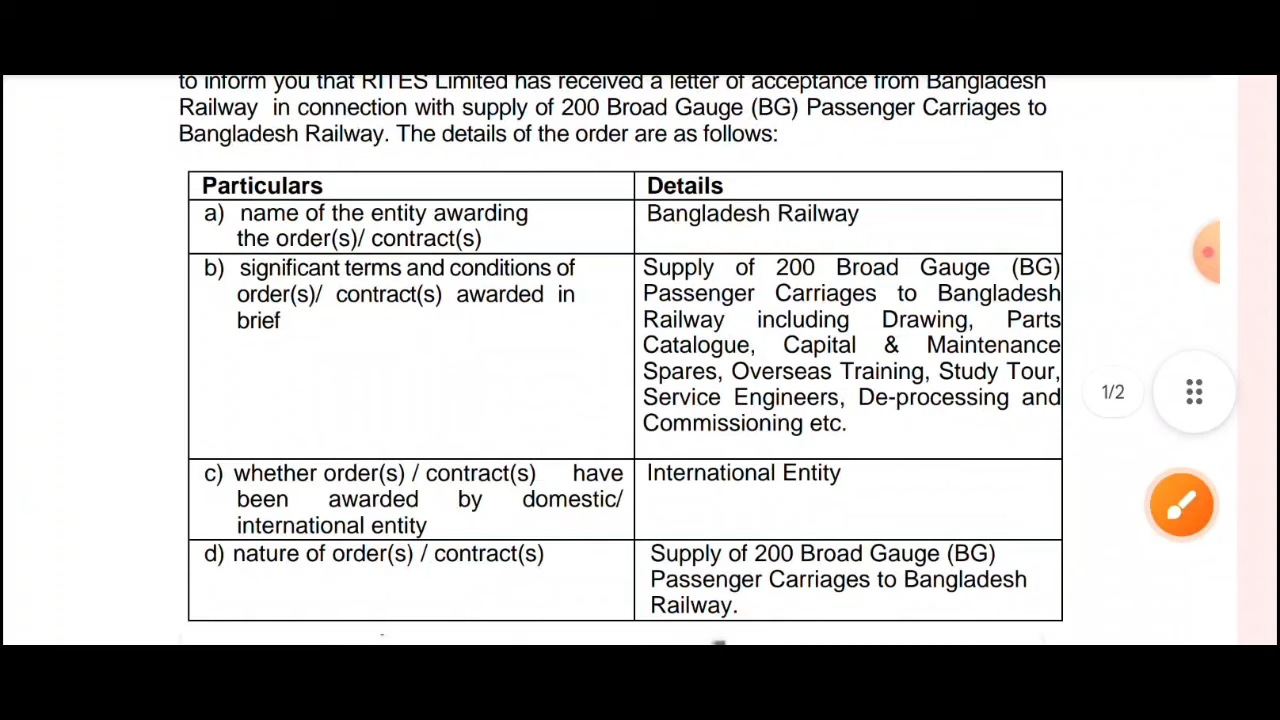 to inform you that RITES Limited has received a letter of acceptance from Bangladesh
Railway in connection with supply of 200 Broad Gauge (BG) Passenger Carriages to
Bangladesh Railway. The details of the order are as follows:
Particulars
Details
a) name of the entity awarding
the order(s)/ contract(s)
Bangladesh Railway
b) significant terms and conditions of
order(s)/ contract(s) awarded in
brief
Supply of 200 Broad Gauge (BG)
Passenger Carriages to Bangladesh
Railway including Drawing, Parts
Catalogue, Capital & Maintenance
Spares, Overseas Training, Study Tour,
Service Engineers, De-processing and
Commissioning etc.
c) whether order(s) / contract(s) have
been awarded by domestic/
international entity
International Entity
d) nature of order(s) / contract(s)
Supply of 200 Broad Gauge (BG)
Passenger Carriages to Bangladesh
Railway.
1/2